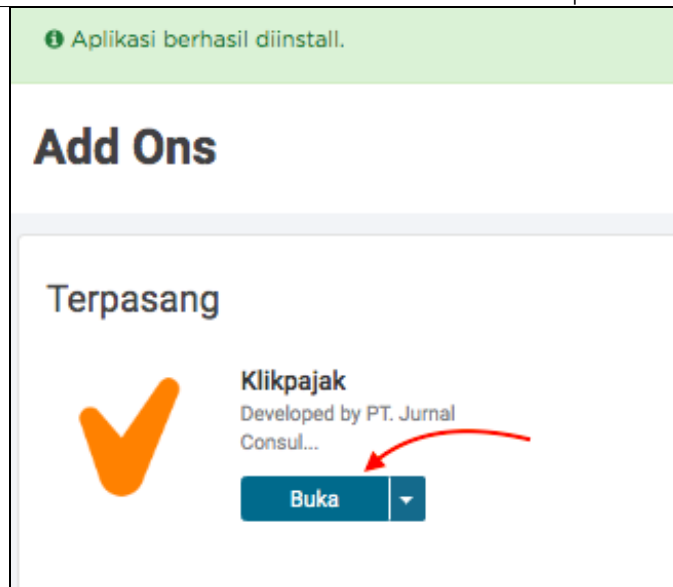 Aplikasi berhasil diinstall.
Add Ons
Terpasang
Klikpajak
Developed by PT. Jurnal
Consul...
Buka